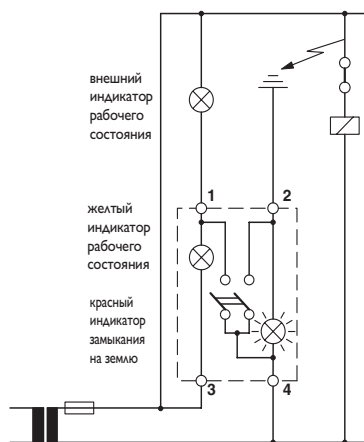 внешний
индикатор
рабочего
состояния
1 2
желтый
индикатор
рабочего
состояния
красный
индикатор
замыкания
на землю
3 4